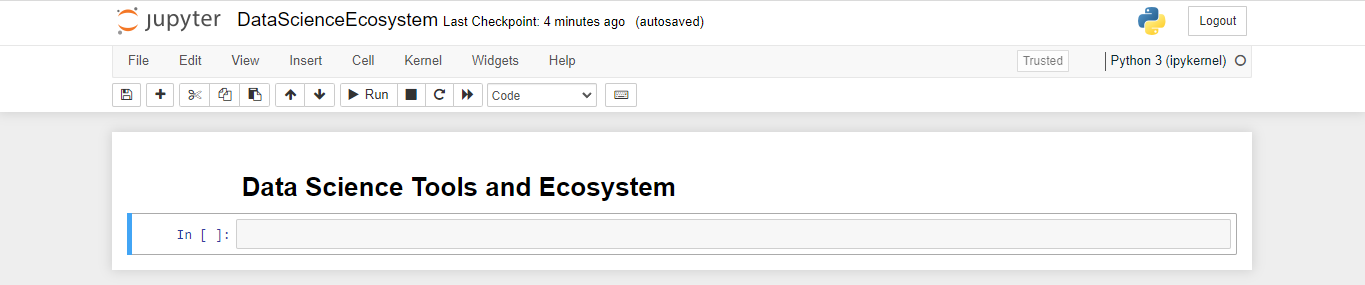 jupyter DataScienceEcosystem Last Checkpoint: 4 minutes ago (autosaved) Logout
File Edit View Insert Cell Kernel Widgets Help Trusted Python 3 (ipykernel)
Run Code
Data Science Tools and Ecosystem
In [ ]: